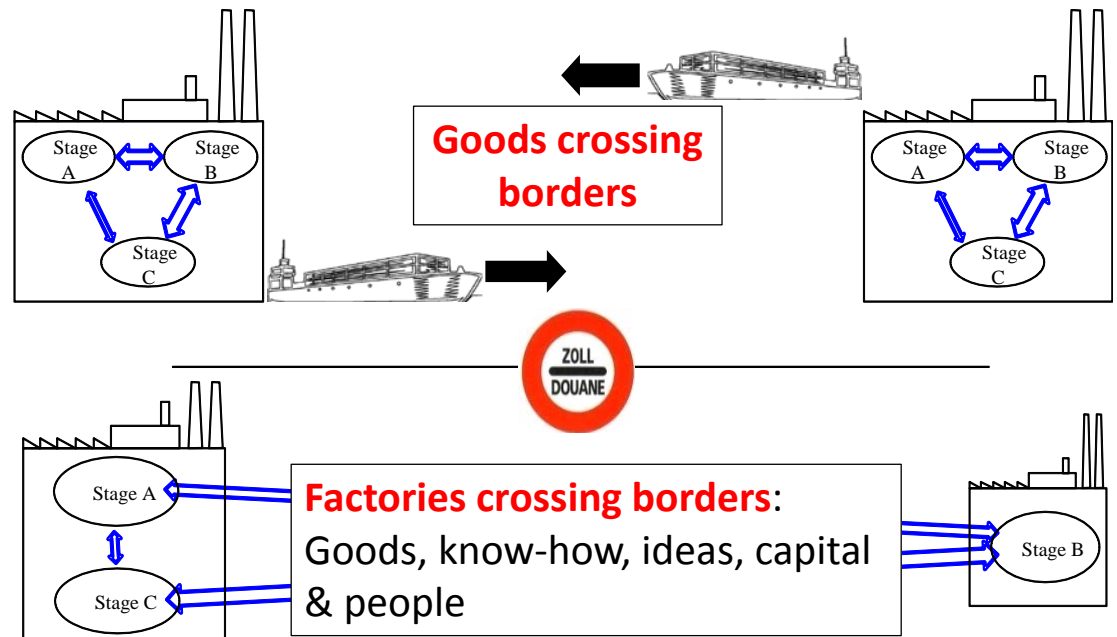 Stage
A
Stage
B
Stage
C
Goods crossing
borders
Stage
A
Stage
B
Stage
C
ZOLL
DOUANE
Stage A
Stage C
Factories crossing borders:
Goods, know-how, ideas, capital
& people
Stage B